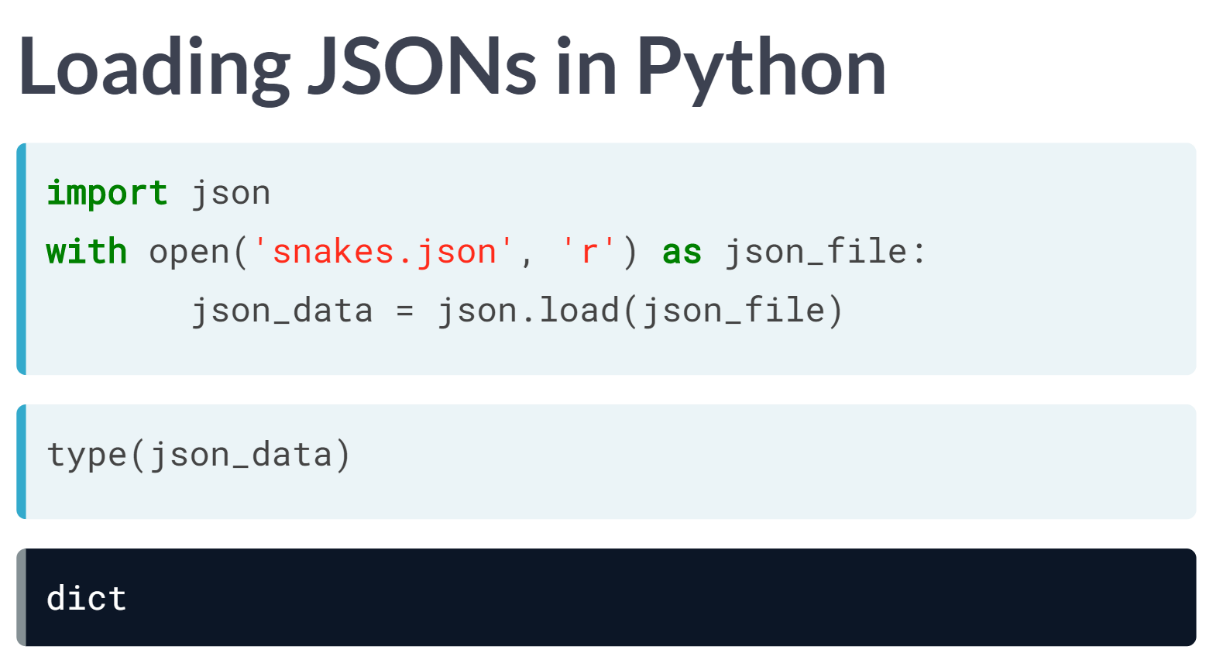 Loading JSONs in Python
import json
with open('snakes.json', 'r') as json_file:
      json_data = json.load(json_file)
type(json_data)
dict